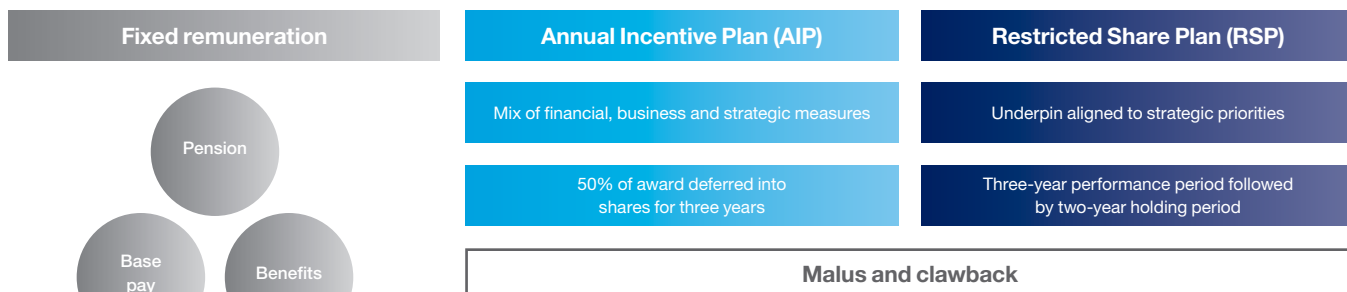 Fixed remuneration
Pension
Base
pay
Benefits
Annual Incentive Plan (AIP)
Mix of financial, business and strategic measures
50% of award deferred into
shares for three years
Restricted Share Plan (RSP)
Underpin aligned to strategic priorities
Three-year performance period followed
by two-year holding period
Malus and clawback